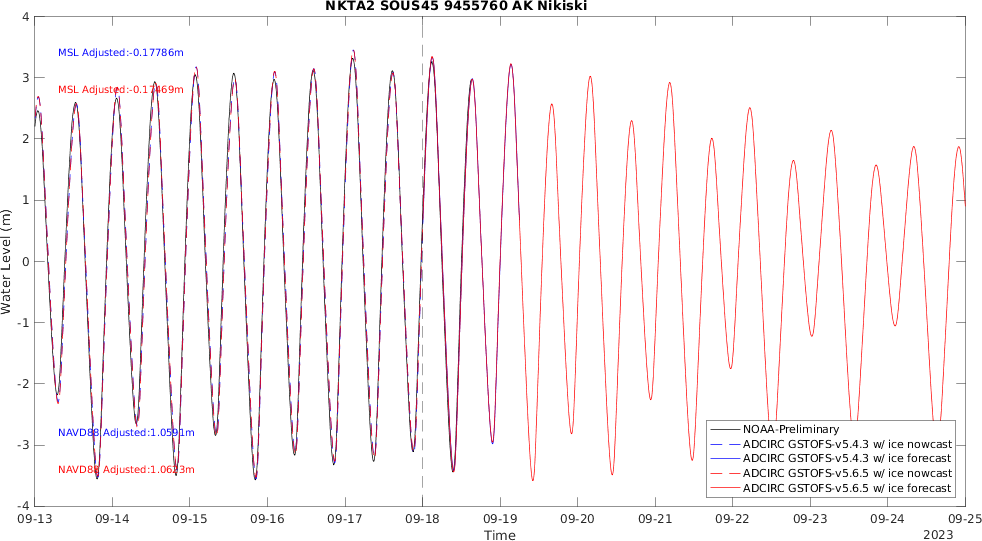 NKTA2 SOUS45 9455760 AK Nikiski
4
3
2
1
0
-1
-2
-3
-4
Water Level (m)
MSL Adjusted:-0.17786m
MSL Adjusted:-0.17469m
NAVD88 Adjusted:1.0591m
NAVD88 Adjusted:1.0623m
NOAA-Preliminary
ADCIRC GSTOFS-v5.4.3 w/ ice nowcast
ADCIRC GSTOFS-v5.4.3 w/ ice forecast
ADCIRC GSTOFS-v5.6.5 w/ ice nowcast
ADCIRC GSTOFS-v5.6.5 w/ ice forecast
09-13 09-14 09-15 09-16 09-17 09-18 09-19 09-20 09-21 09-22 09-23 09-24 09-25
Time
2023